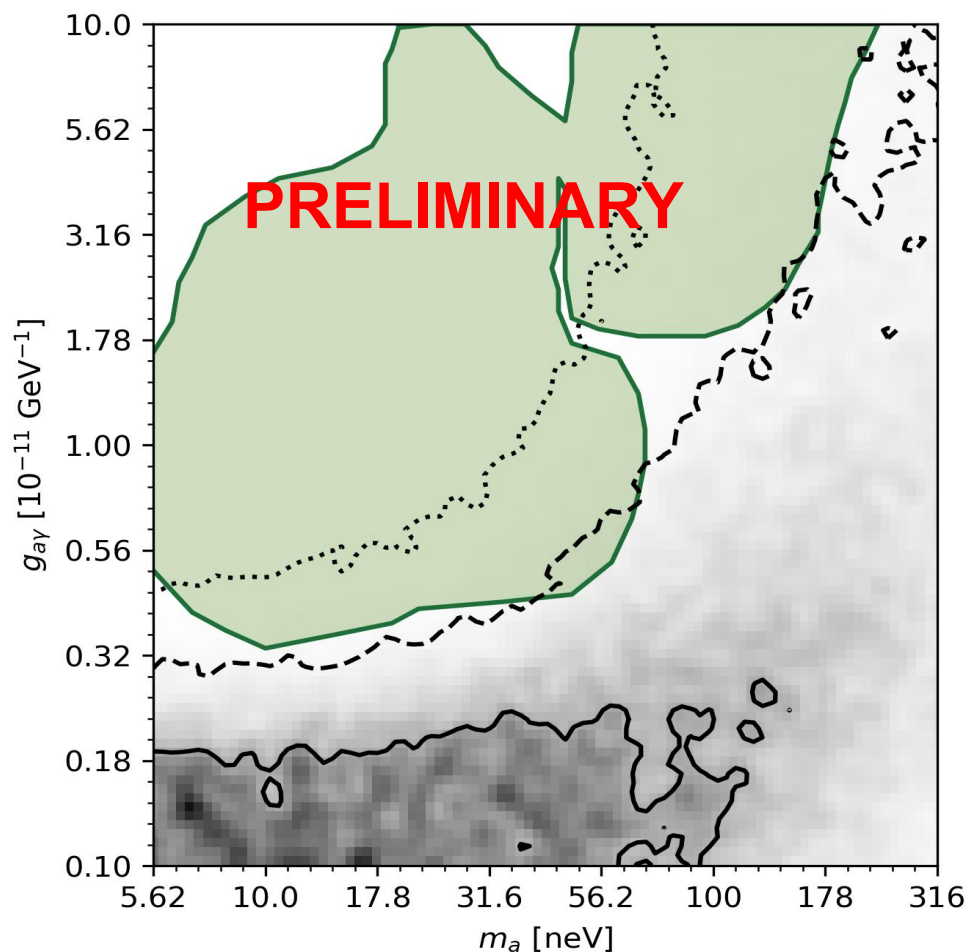 10.0
5.62
PRELIMINARY
3.16
1.78
1.00
0.56
0.32
0.18
0.10
g_{aγ} [10^{−11} GeV^{−1}]
5.62 10.0 17.8 31.6 56.2 100 178 316
m_a [neV]